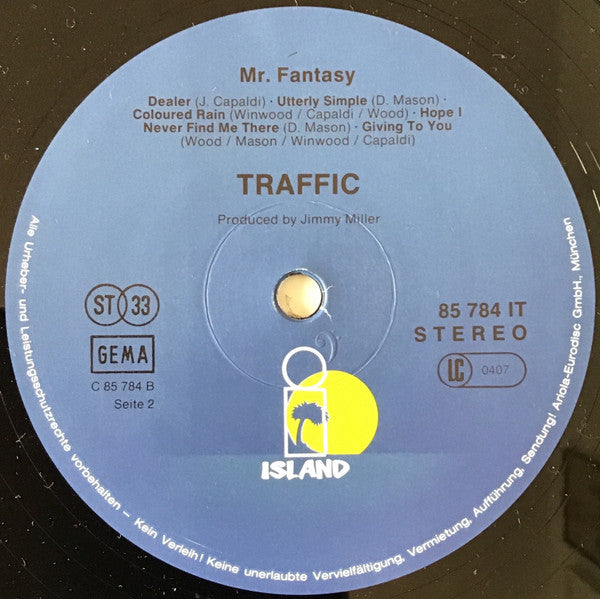 Mr. Fantasy
Dealer (J. Capaldi) · Utterly Simple (D. Mason) ·
Coloured Rain (Winwood / Capaldi / Wood) · Hope I
Never Find Me There (D. Mason) · Giving To You
(Wood / Mason / Winwood / Capaldi)
TRAFFIC
Produced by Jimmy Miller
ST 33
GEMA
C 85 784 B
Seite 2
85 784 IT
STEREO
LC 0407
ISLAND
Alle Urheber- und Leistungsschutzrechte vorbehalten – Kein Verleih! Keine unerlaubte Vervielfältigung, Vermietung, Aufführung, Sendung! Ariola-Eurodisc GmbH., München